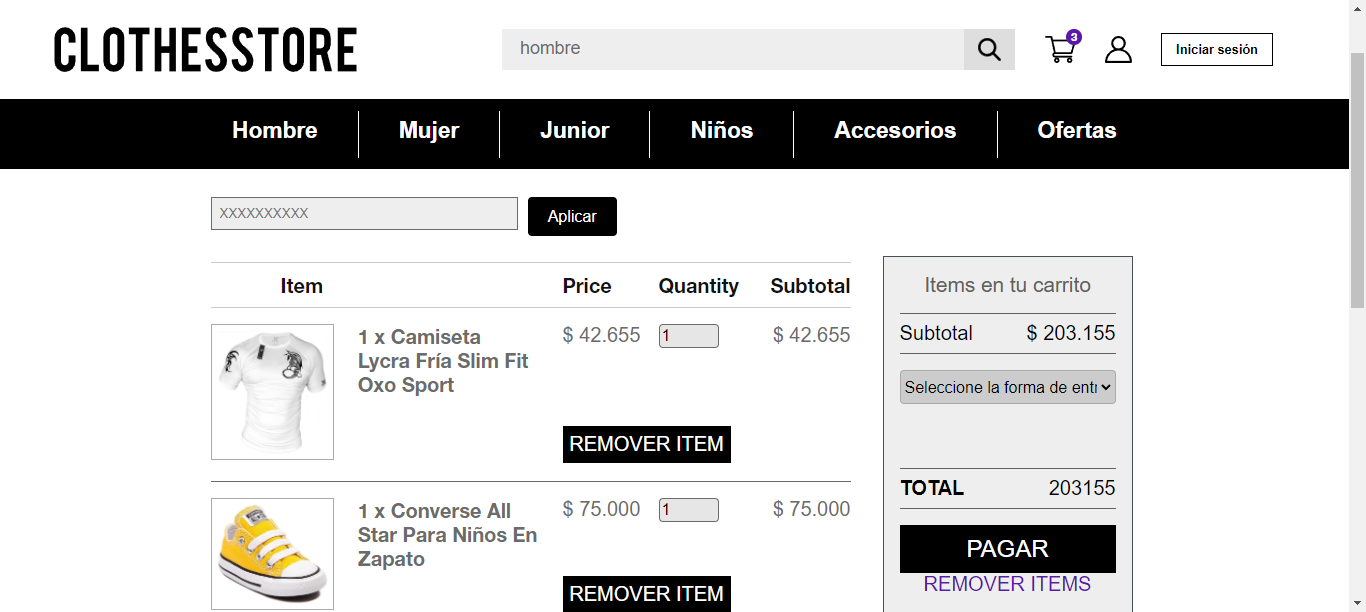 CLOTHESSTORE
hombre
3
Iniciar sesión
Hombre
Mujer
Junior
Niños
Accesorios
Ofertas
XXXXXXXXXX
Aplicar
Item
Price
Quantity
Subtotal
1 x Camiseta
Lycra Fría Slim Fit
Oxo Sport
$ 42.655
1
$ 42.655
REMOVER ITEM
1 x Converse All
Star Para Niños En
Zapato
$ 75.000
1
$ 75.000
REMOVER ITEM
Items en tu carrito
Subtotal
$ 203.155
Seleccione la forma de entr
TOTAL
203155
PAGAR
REMOVER ITEMS